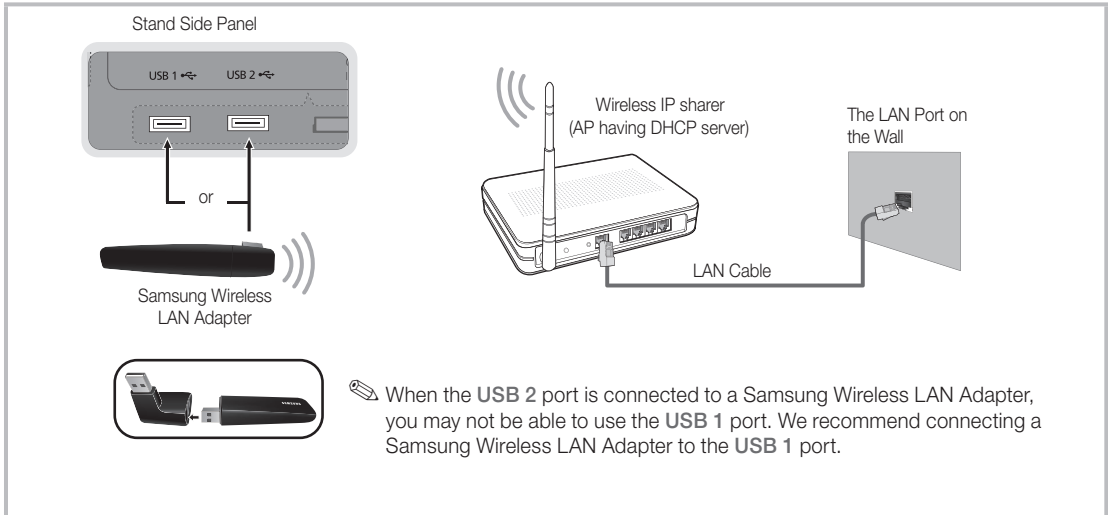 Stand Side Panel
USB 1
USB 2
or
Samsung Wireless
LAN Adapter
Wireless IP sharer
(AP having DHCP server)
The LAN Port on
the Wall
LAN Cable
SAMSUNG
When the USB 2 port is connected to a Samsung Wireless LAN Adapter,
you may not be able to use the USB 1 port. We recommend connecting a
Samsung Wireless LAN Adapter to the USB 1 port.